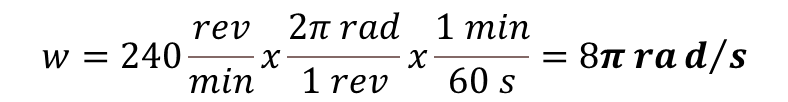 w = 240 rev/min x 2π rad/1 rev x 1 min/60 s = 8π rad/s